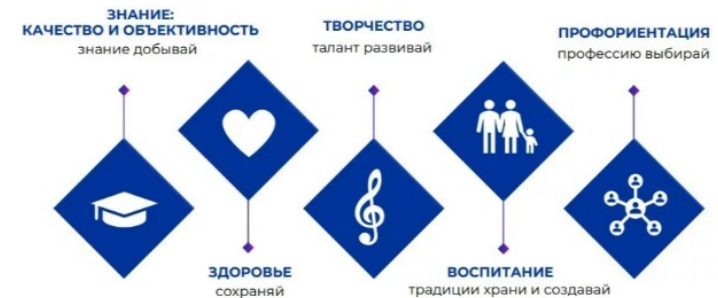 ЗНАНИЕ:
КАЧЕСТВО И ОБЪЕКТИВНОСТЬ
знание добывай
ЗДОРОВЬЕ
сохраняй
ТВОРЧЕСТВО
талант развивай
ВОСПИТАНИЕ
традиции храни и создавай
ПРОФОРИЕНТАЦИЯ
профессию выбирай